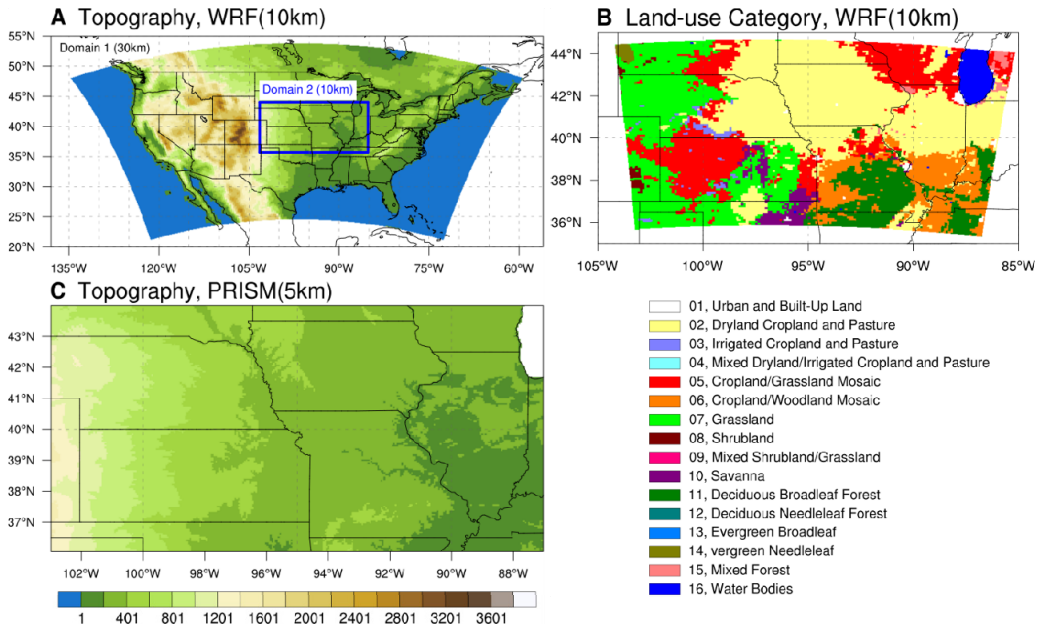 A Topography, WRF(10km)
55°N
50°N
45°N
40°N
35°N
30°N
25°N
20°N
Domain 1 (30km)
Domain 2 (10km)
135°W 120°W 105°W 90°W 75°W 60°W
B Land-use Category, WRF(10km)
44°N
42°N
40°N
38°N
36°N
105°W 100°W 95°W 90°W 85°W
C Topography, PRISM(5km)
43°N
42°N
41°N
40°N
39°N
38°N
37°N
102°W 100°W 98°W 96°W 94°W 92°W 90°W 88°W
1 401 801 1201 1601 2001 2401 2801 3201 3601
01, Urban and Built-Up Land
02, Dryland Cropland and Pasture
03, Irrigated Cropland and Pasture
04, Mixed Dryland/Irrigated Cropland and Pasture
05, Cropland/Grassland Mosaic
06, Cropland/Woodland Mosaic
07, Grassland
08, Shrubland
09, Mixed Shrubland/Grassland
10, Savanna
11, Deciduous Broadleaf Forest
12, Deciduous Needleleaf Forest
13, Evergreen Broadleaf
14, vergreen Needleleaf
15, Mixed Forest
16, Water Bodies